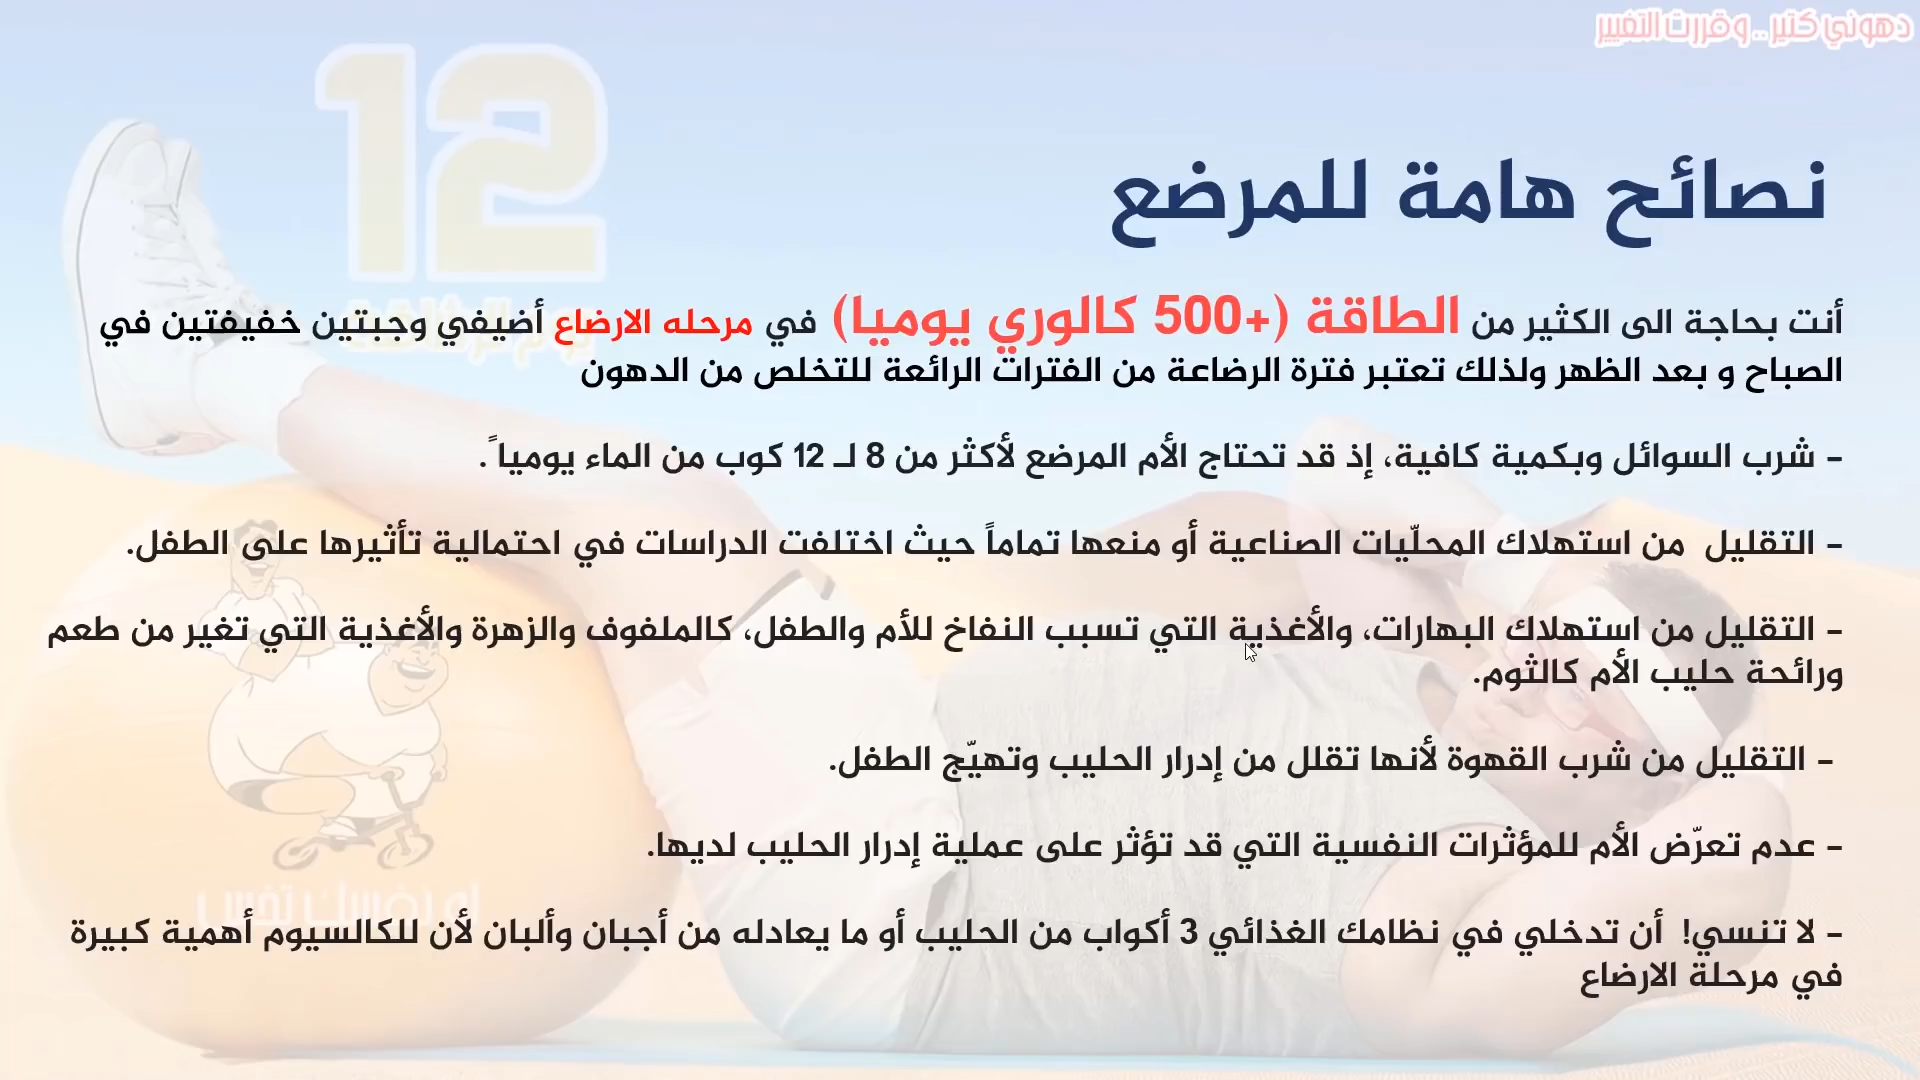 دهوني كتير .. وقررت التغيير
12
نصائح هامة للمرضع
أنت بحاجة الى الكثير من الطاقة (+500 كالوري يوميا) في مرحله الارضاع أضيفي وجبتين خفيفتين في
الصباح و بعد الظهر ولذلك تعتبر فترة الرضاعة من الفترات الرائعة للتخلص من الدهون
- شرب السوائل وبكمية كافية، إذ قد تحتاج الأم المرضع لأكثر من 8 لـ 12 كوب من الماء يومياً.
- التقليل من استهلاك المحلّيات الصناعية أو منعها تماماً حيث اختلفت الدراسات في احتمالية تأثيرها على الطفل.
- التقليل من استهلاك البهارات، والأغذية التي تسبب النفاخ للأم والطفل، كالملفوف والزهرة والأغذية التي تغير من طعم
ورائحة حليب الأم كالثوم.
- التقليل من شرب القهوة لأنها تقلل من إدرار الحليب وتهيّج الطفل.
- عدم تعرّض الأم للمؤثرات النفسية التي قد تؤثر على عملية إدرار الحليب لديها.
لو نفسك تخس
- لا تنسي! أن تدخلي في نظامك الغذائي 3 أكواب من الحليب أو ما يعادله من أجبان وألبان لأن للكالسيوم أهمية كبيرة
في مرحلة الارضاع